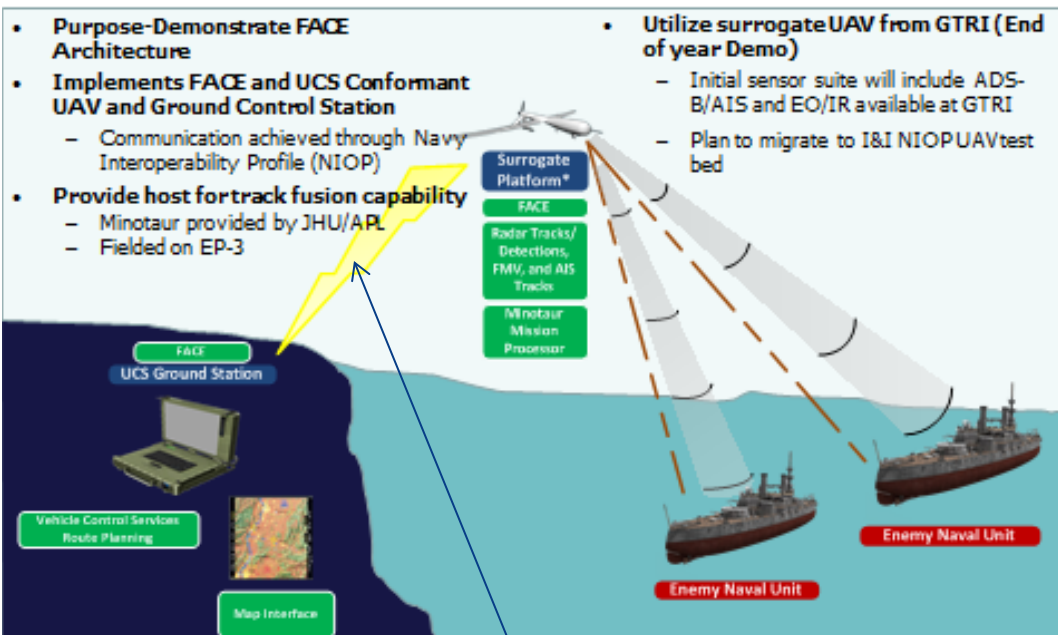 • Purpose-Demonstrate FACE
Architecture
• Implements FACE and UCS Conformant
UAV and Ground Control Station
– Communication achieved through Navy
Interoperability Profile (NIOP)
• Provide host for track fusion capability
– Minotaur provided by JHU/APL
– Fielded on EP-3
• Utilize surrogate UAV from GTRI (End
of year Demo)
– Initial sensor suite will include ADS-
B/AIS and EO/IR available at GTRI
– Plan to migrate to I&I NIOP UAV test
bed
Surrogate
Platform*
FACE
Radar Tracks/
Detections,
FMV, and AIS
Tracks
Minotaur
Mission
Processor
FACE
UCS Ground Station
Vehicle Control Services
Route Planning
Map Interface
Enemy Naval Unit
Enemy Naval Unit